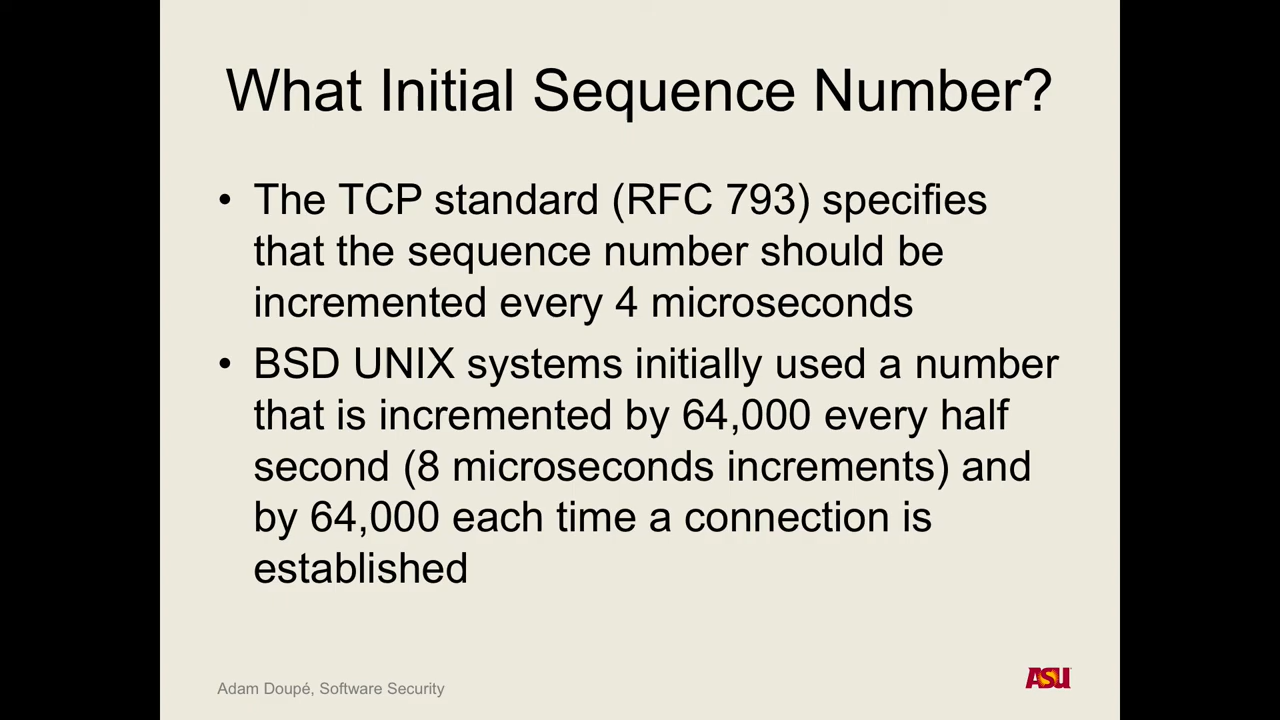 What Initial Sequence Number?
• The TCP standard (RFC 793) specifies
that the sequence number should be
incremented every 4 microseconds
• BSD UNIX systems initially used a number
that is incremented by 64,000 every half
second (8 microseconds increments) and
by 64,000 each time a connection is
established
Adam Doupé, Software Security
ASU